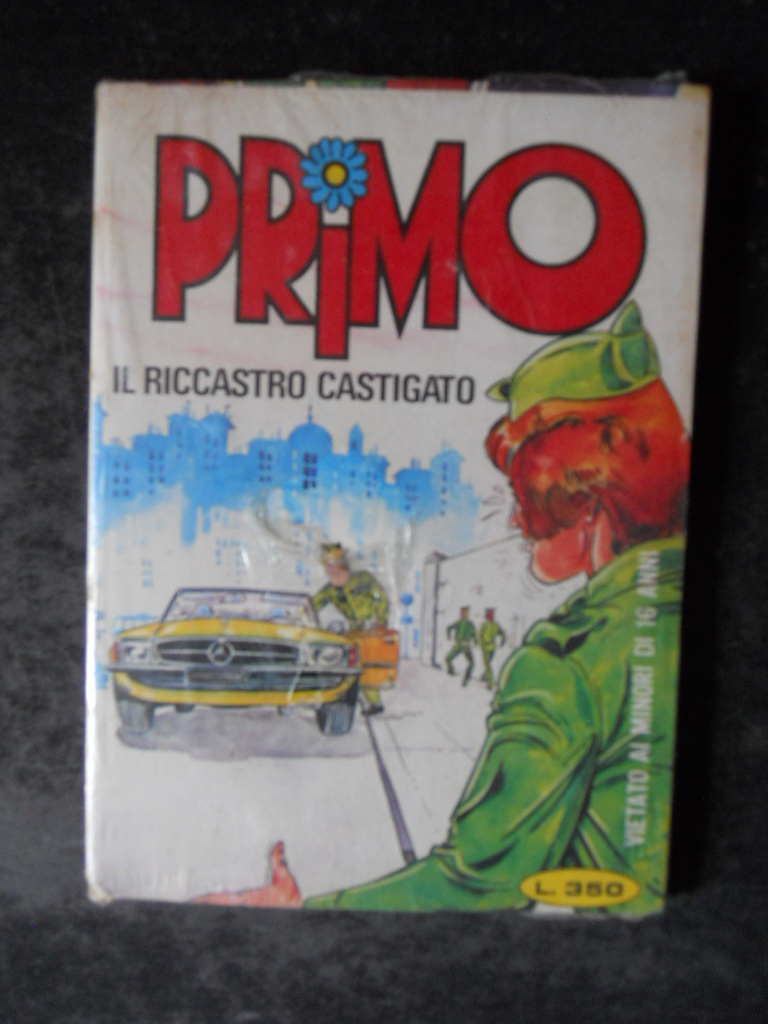 PRiMO
IL RICCASTRO CASTIGATO
VIETATO AI MINORI DI 16 ANNI
L. 350